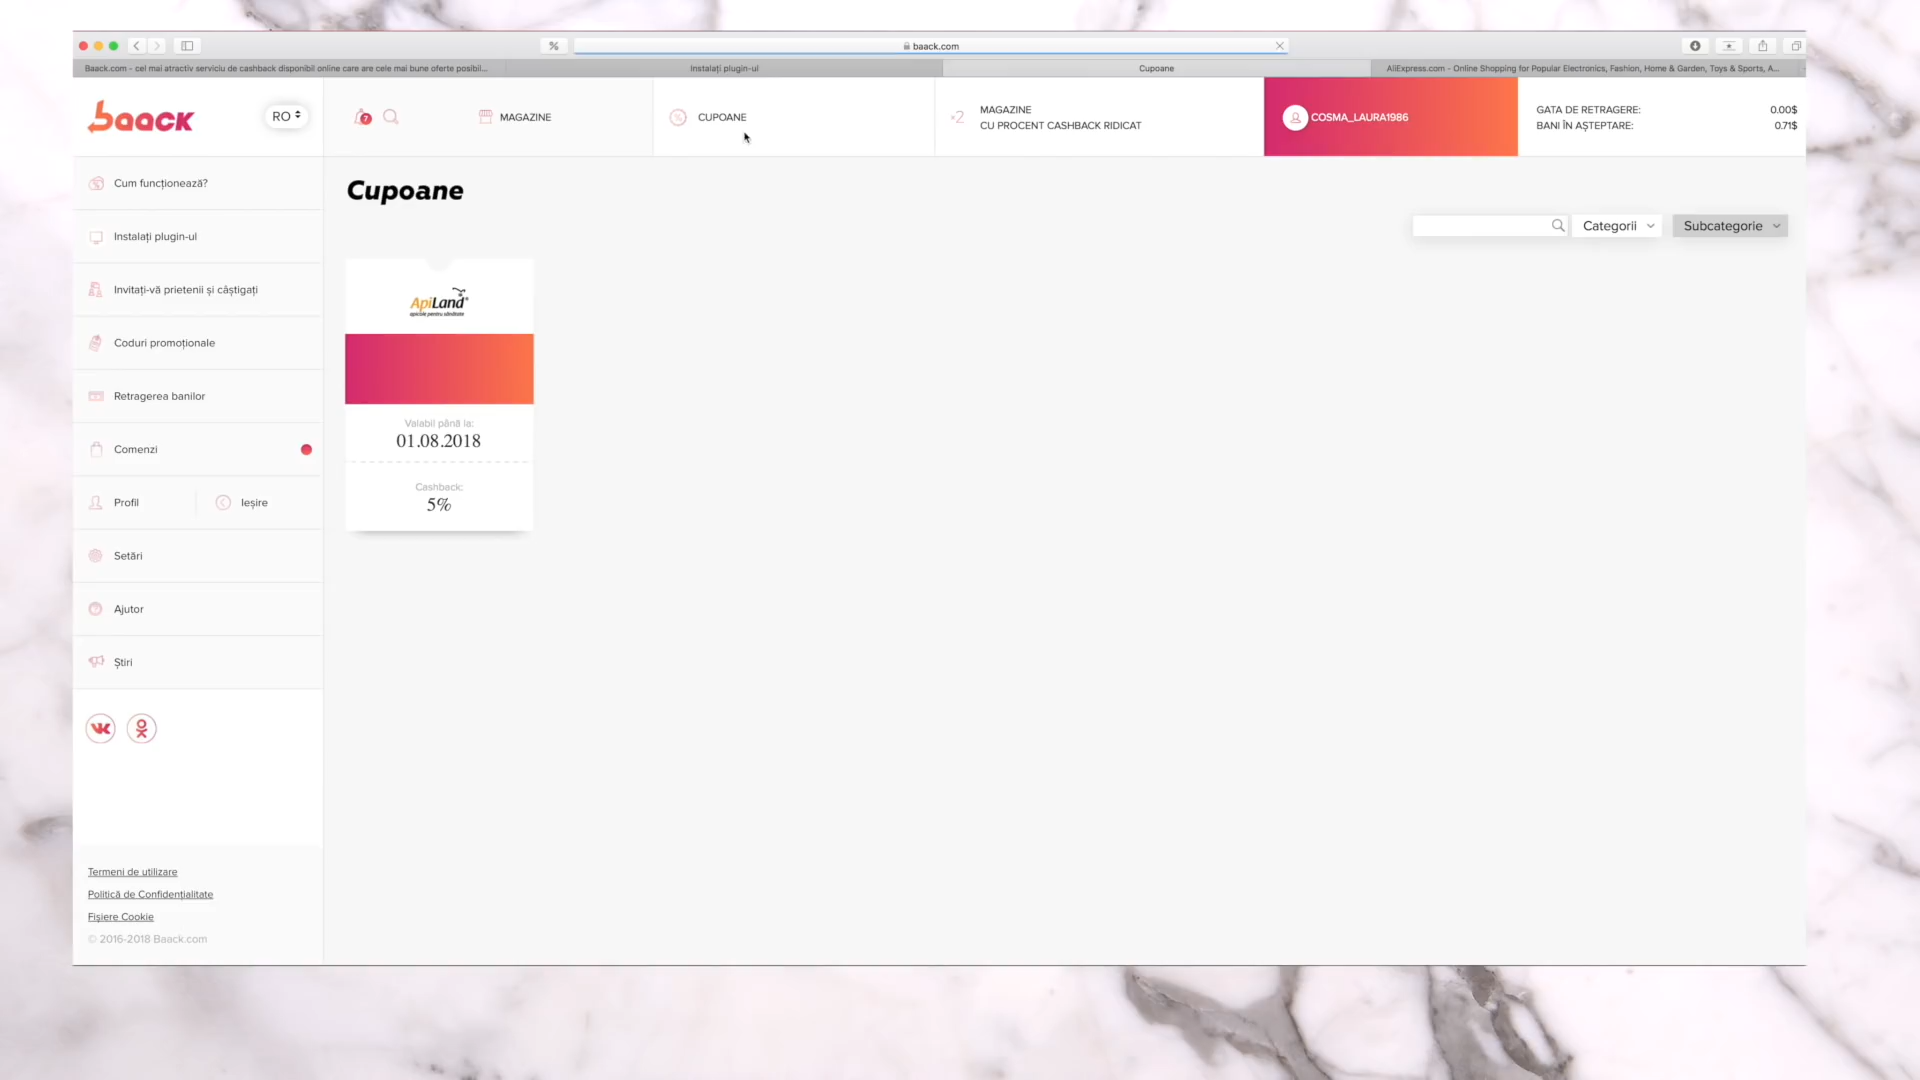 baack.com
Baack.com - cel mai atractiv serviciu de cashback disponibil online care are cele mai bune oferte posibil...
Instalați plugin-ul
Cupoane
AliExpress.com - Online Shopping for Popular Electronics, Fashion, Home & Garden, Toys & Sports, A...
baack
RO
7
MAGAZINE
CUPOANE
×2
MAGAZINE
CU PROCENT CASHBACK RIDICAT
COSMA_LAURA1986
GATA DE RETRAGERE: 0.00$
BANI ÎN AȘTEPTARE: 0.71$
Cum funcționează?
Instalați plugin-ul
Invitați-vă prietenii și câștigați
Coduri promoționale
Retragerea banilor
Comenzi
Profil
Ieșire
Setări
Ajutor
Știri
Termeni de utilizare
Politică de Confidențialitate
Fișiere Cookie
© 2016-2018 Baack.com
Cupoane
Categorii
Subcategorie
ApiLand®
apicole pentru sănătate
Valabil până la:
01.08.2018
Cashback:
5%